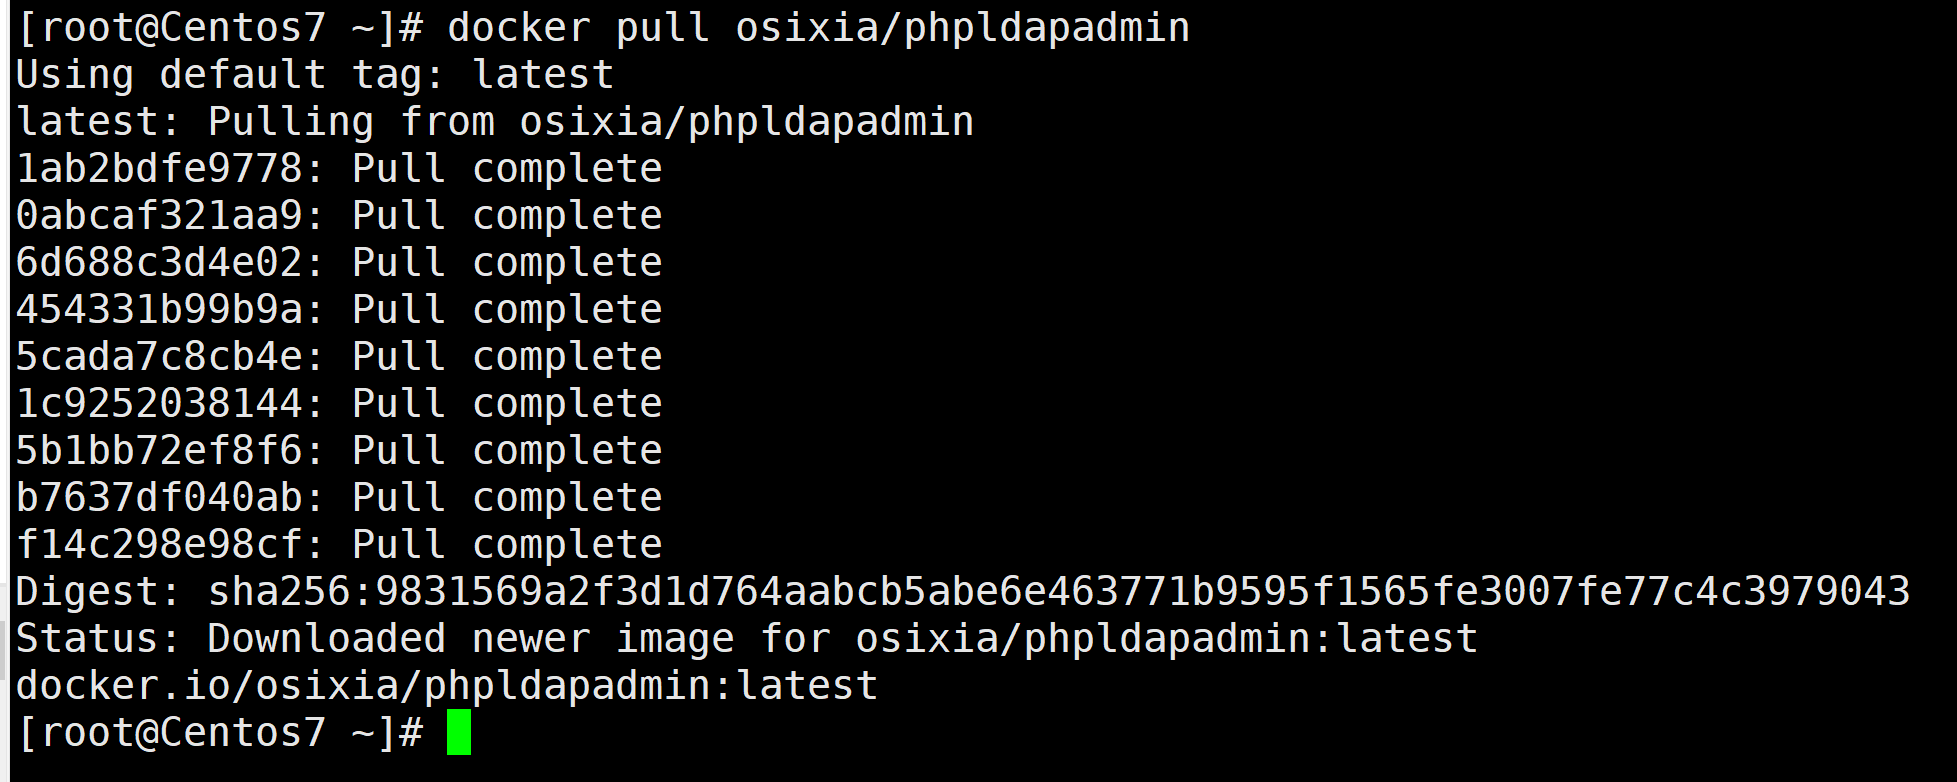 [root@Centos7 ~]# docker pull osixia/phpldapadmin
Using default tag: latest
latest: Pulling from osixia/phpldapadmin
1ab2bdfe9778: Pull complete
0abcaf321aa9: Pull complete
6d688c3d4e02: Pull complete
454331b99b9a: Pull complete
5cada7c8cb4e: Pull complete
1c9252038144: Pull complete
5b1bb72ef8f6: Pull complete
b7637df040ab: Pull complete
f14c298e98cf: Pull complete
Digest: sha256:9831569a2f3d1d764aabcb5abe6e463771b9595f1565fe3007fe77c4c3979043
Status: Downloaded newer image for osixia/phpldapadmin:latest
docker.io/osixia/phpldapadmin:latest
[root@Centos7 ~]#